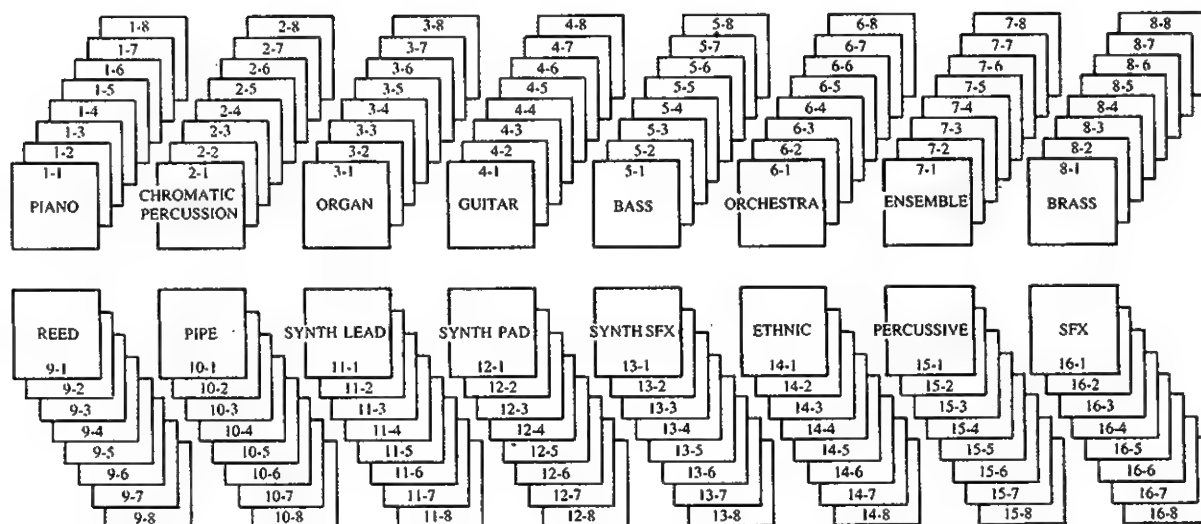 1-8 2-8 3-8 4-8 5-8 6-8 7-8 8-8
1-7 2-7 3-7 4-7 5-7 6-7 7-7 8-7
1-6 2-6 3-6 4-6 5-6 6-6 7-6 8-6
1-5 2-5 3-5 4-5 5-5 6-5 7-5 8-5
1-4 2-4 3-4 4-4 5-4 6-4 7-4 8-4
1-3 2-3 3-3 4-3 5-3 6-3 7-3 8-3
1-2 2-2 3-2 4-2 5-2 6-2 7-2 8-2
1-1 2-1 3-1 4-1 5-1 6-1 7-1 8-1
PIANO CHROMATIC PERCUSSION ORGAN GUITAR BASS ORCHESTRA ENSEMBLE BRASS
REED PIPE SYNTH LEAD SYNTH PAD SYNTH SFX ETHNIC PERCUSSIVE SFX
9-1 10-1 11-1 12-1 13-1 14-1 15-1 16-1
9-2 10-2 11-2 12-2 13-2 14-2 15-2 16-2
9-3 10-3 11-3 12-3 13-3 14-3 15-3 16-3
9-4 10-4 11-4 12-4 13-4 14-4 15-4 16-4
9-5 10-5 11-5 12-5 13-5 14-5 15-5 16-5
9-6 10-6 11-6 12-6 13-6 14-6 15-6 16-6
9-7 10-7 11-7 12-7 13-7 14-7 15-7 16-7
9-8 10-8 11-8 12-8 13-8 14-8 15-8 16-8